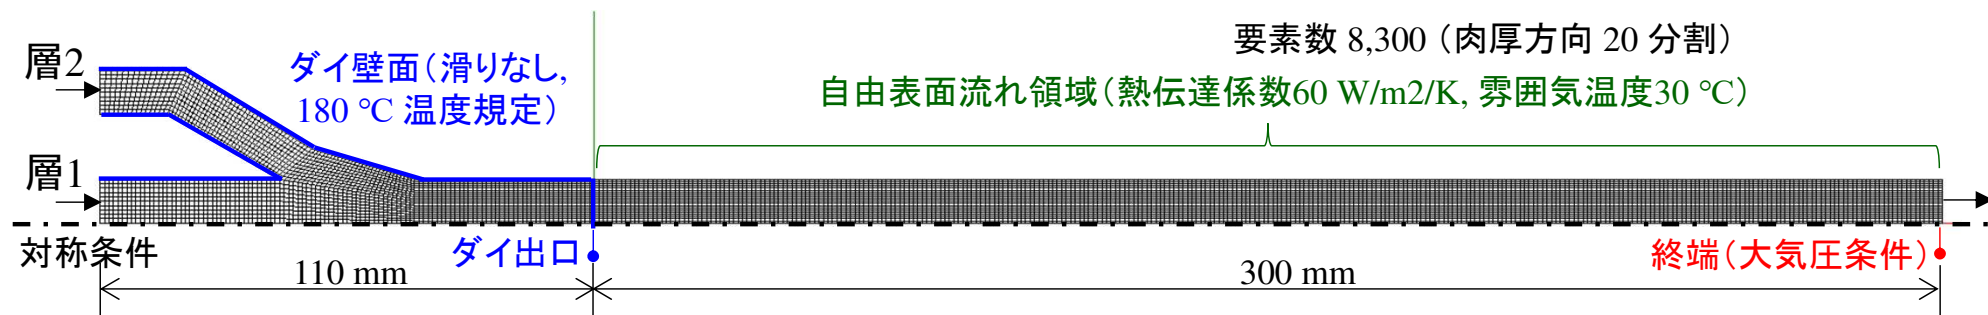 要素数 8,300 (肉厚方向 20 分割)
層2
ダイ壁面(滑りなし,
180 °C 温度規定)
自由表面流れ領域(熱伝達係数60 W/m2/K, 雰囲気温度30 °C)
層1
対称条件
ダイ出口
終端(大気圧条件)
110 mm
300 mm